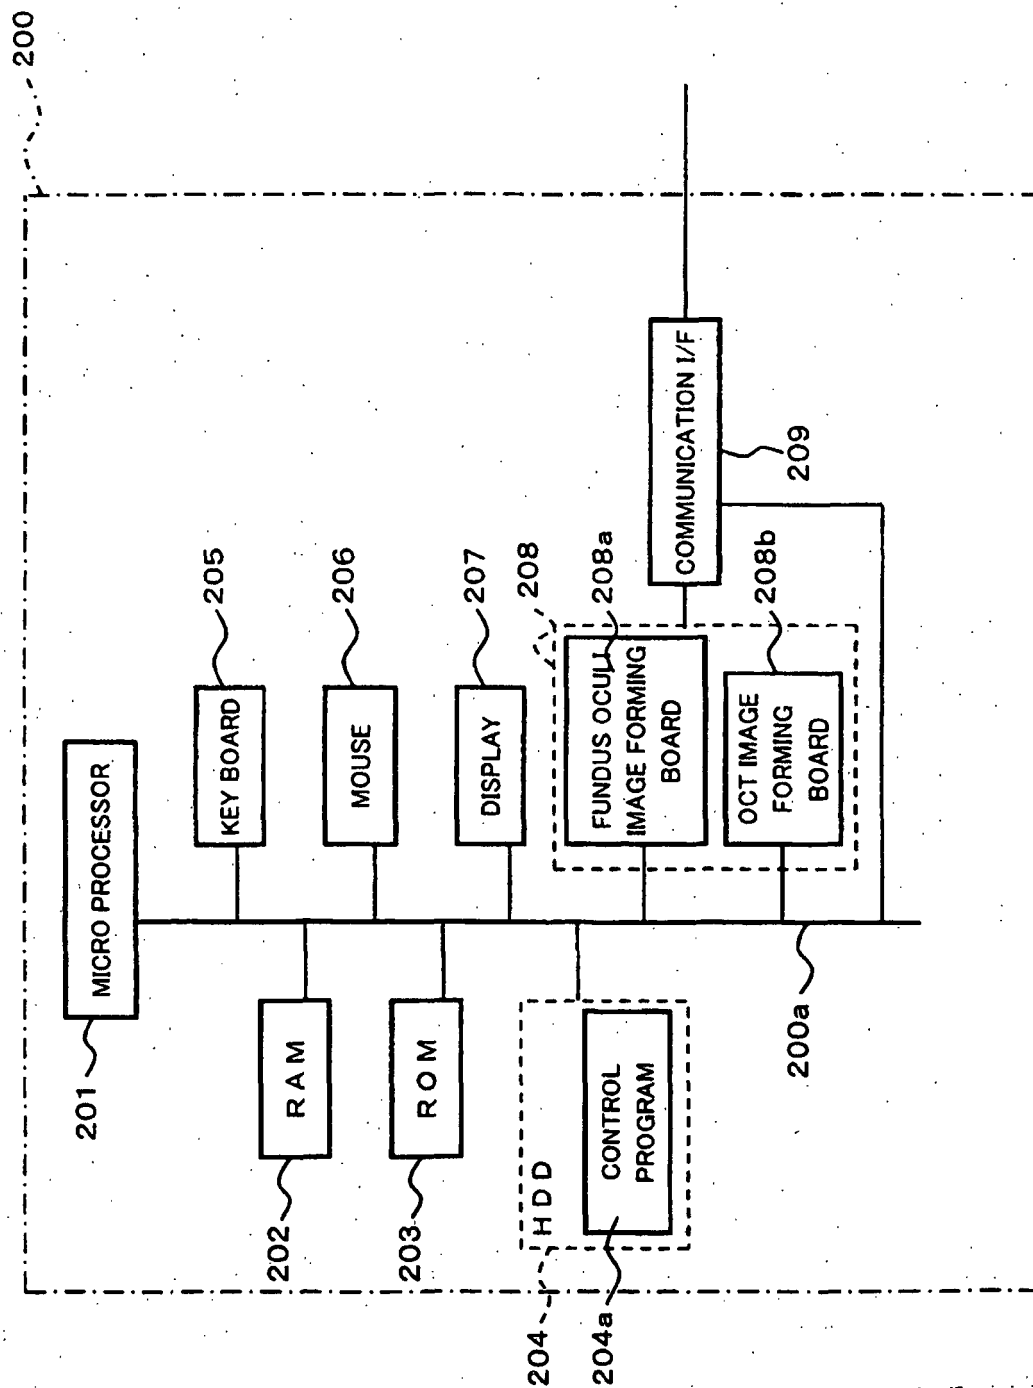 200
MICRO PROCESSOR
201
KEY BOARD
205
RAM
202
MOUSE
206
ROM
203
DISPLAY
207
HDD
204
CONTROL
PROGRAM
204a
208
FUNDUS OCULI
IMAGE FORMING
BOARD
208a
OCT IMAGE
FORMING
BOARD
208b
COMMUNICATION I/F
209
200a